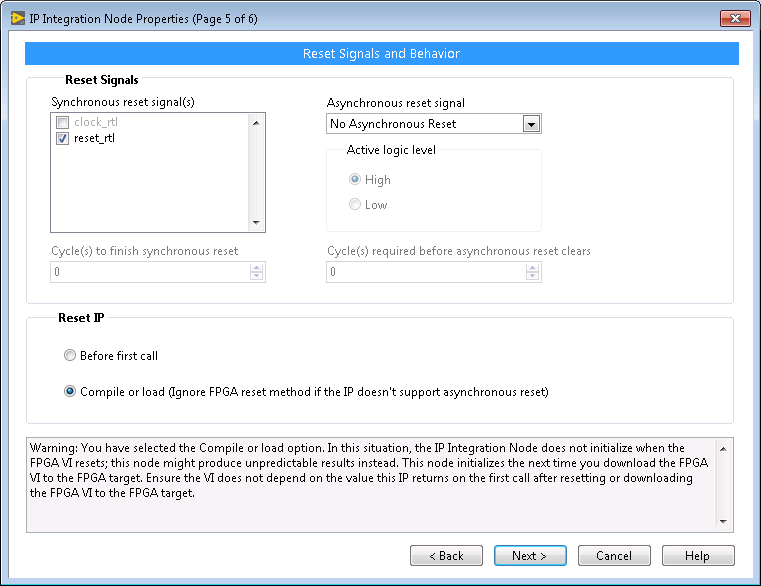 IP Integration Node Properties (Page 5 of 6)
Reset Signals and Behavior
Reset Signals
Synchronous reset signal(s)
clock_rtl
reset_rtl
Asynchronous reset signal
No Asynchronous Reset
Active logic level
High
Low
Cycle(s) to finish synchronous reset
0
Cycle(s) required before asynchronous reset clears
0
Reset IP
Before first call
Compile or load (Ignore FPGA reset method if the IP doesn't support asynchronous reset)
Warning: You have selected the Compile or load option. In this situation, the IP Integration Node does not initialize when the
FPGA VI resets; this node might produce unpredictable results instead. This node initializes the next time you download the FPGA
VI to the FPGA target. Ensure the VI does not depend on the value this IP returns on the first call after resetting or downloading
the FPGA VI to the FPGA target.
< Back
Next >
Cancel
Help